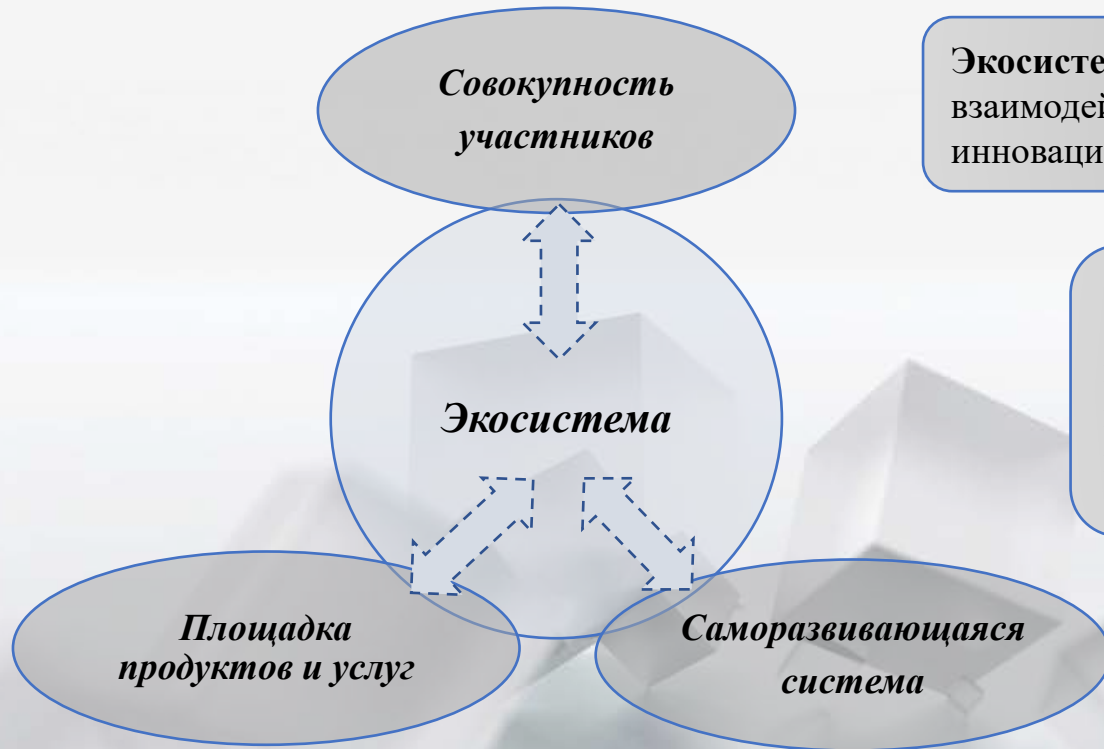 Совокупность
участников
Экосистема
Площадка
продуктов и услуг
Саморазвивающаяся
система